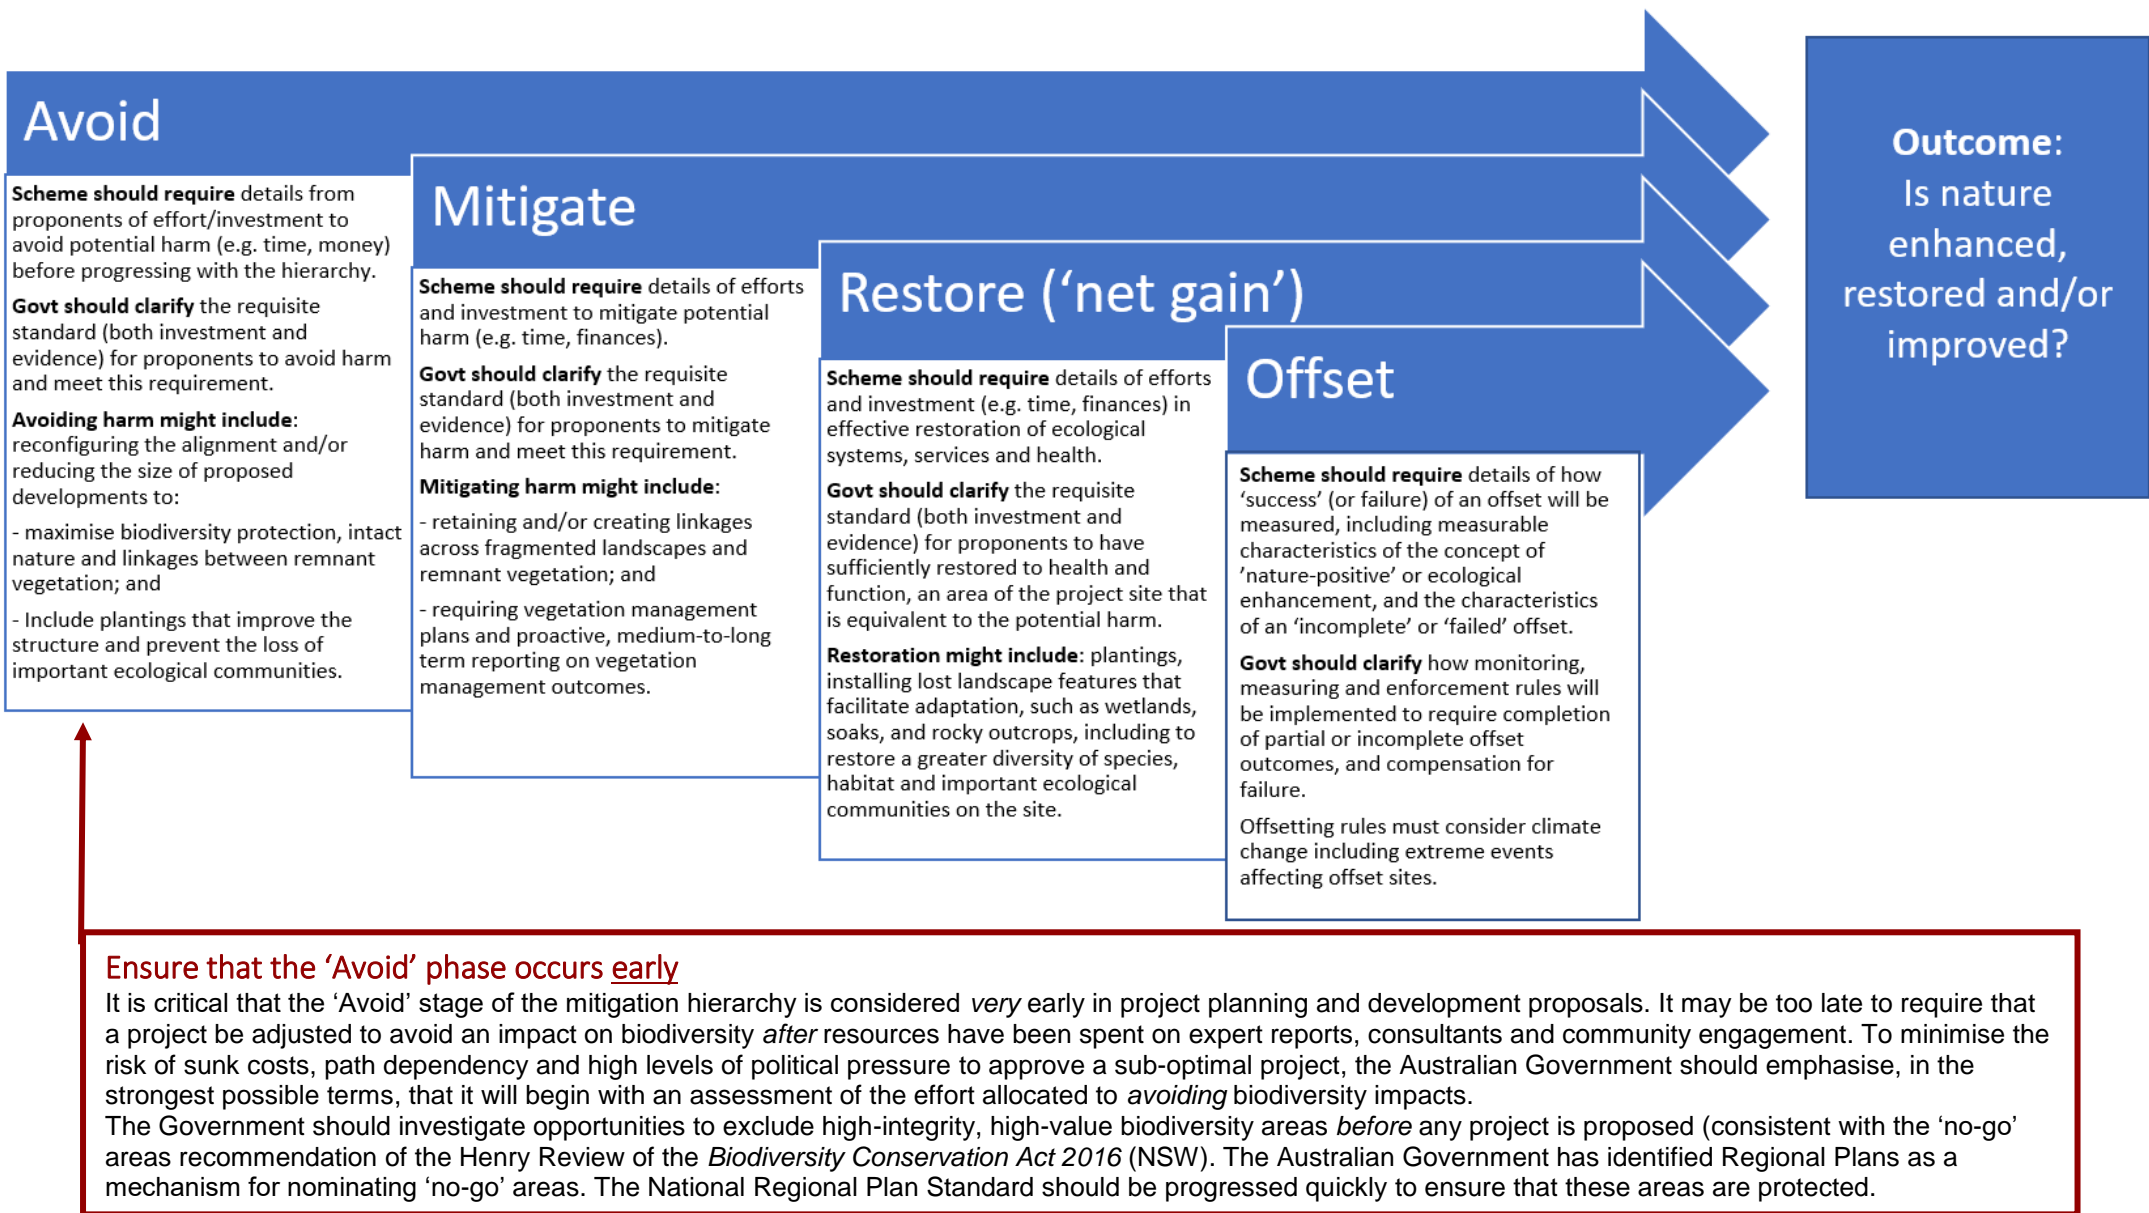 Avoid
Scheme should require details from
proponents of effort/investment to
avoid potential harm (e.g. time, money)
before progressing with the hierarchy.
Govt should clarify the requisite
standard (both investment and
evidence) for proponents to avoid harm
and meet this requirement.
Avoiding harm might include:
reconfiguring the alignment and/or
reducing the size of proposed
developments to:
- maximise biodiversity protection, intact
nature and linkages between remnant
vegetation; and
- Include plantings that improve the
structure and prevent the loss of
important ecological communities.
Mitigate
Scheme should require details of efforts
and investment to mitigate potential
harm (e.g. time, finances).
Govt should clarify the requisite
standard (both investment and
evidence) for proponents to mitigate
harm and meet this requirement.
Mitigating harm might include:
- retaining and/or creating linkages
across fragmented landscapes and
remnant vegetation; and
- requiring vegetation management
plans and proactive, medium-to-long
term reporting on vegetation
management outcomes.
Restore (‘net gain’)
Scheme should require details of efforts
and investment (e.g. time, finances) in
effective restoration of ecological
systems, services and health.
Govt should clarify the requisite
standard (both investment and
evidence) for proponents to have
sufficiently restored to health and
function, an area of the project site that
is equivalent to the potential harm.
Restoration might include: plantings,
installing lost landscape features that
facilitate adaptation, such as wetlands,
soaks, and rocky outcrops, including to
restore a greater diversity of species,
habitat and important ecological
communities on the site.
Offset
Scheme should require details of how
‘success’ (or failure) of an offset will be
measured, including measurable
characteristics of the concept of
’nature-positive’ or ecological
enhancement, and the characteristics
of an ‘incomplete’ or ‘failed’ offset.
Govt should clarify how monitoring,
measuring and enforcement rules will
be implemented to require completion
of partial or incomplete offset
outcomes, and compensation for
failure.
Offsetting rules must consider climate
change including extreme events
affecting offset sites.
Outcome:
Is nature
enhanced,
restored and/or
improved?
Ensure that the ‘Avoid’ phase occurs early
It is critical that the ‘Avoid’ stage of the mitigation hierarchy is considered very early in project planning and development proposals. It may be too late to require that
a project be adjusted to avoid an impact on biodiversity after resources have been spent on expert reports, consultants and community engagement. To minimise the
risk of sunk costs, path dependency and high levels of political pressure to approve a sub-optimal project, the Australian Government should emphasise, in the
strongest possible terms, that it will begin with an assessment of the effort allocated to avoiding biodiversity impacts.
The Government should investigate opportunities to exclude high-integrity, high-value biodiversity areas before any project is proposed (consistent with the ‘no-go’
areas recommendation of the Henry Review of the Biodiversity Conservation Act 2016 (NSW). The Australian Government has identified Regional Plans as a
mechanism for nominating ‘no-go’ areas. The National Regional Plan Standard should be progressed quickly to ensure that these areas are protected.